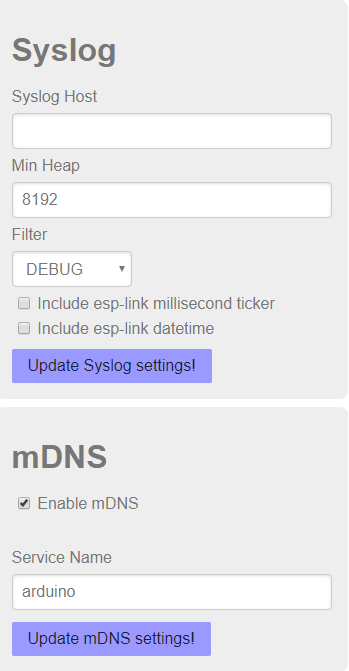 Syslog
Syslog Host
Min Heap
8192
Filter
DEBUG
Include esp-link millisecond ticker
Include esp-link datetime
Update Syslog settings!
mDNS
Enable mDNS
Service Name
arduino
Update mDNS settings!